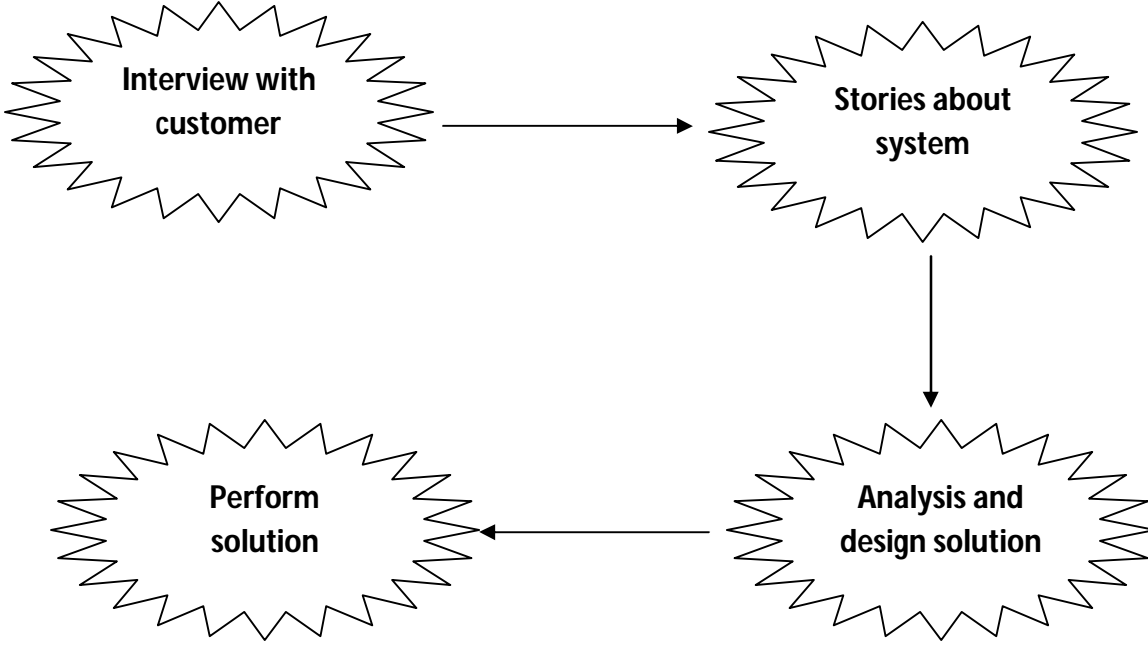 Interview with
customer
Stories about
system
Perform
solution
Analysis and
design solution